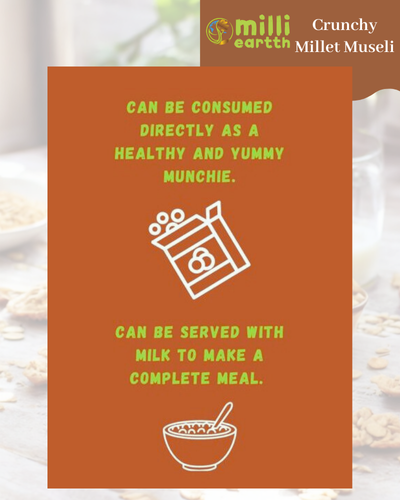 milli
eartth
Crunchy
Millet Museli
CAN BE CONSUMED
DIRECTLY AS A
HEALTHY AND YUMMY
MUNCHIE.
CAN BE SERVED WITH
MILK TO MAKE A
COMPLETE MEAL.